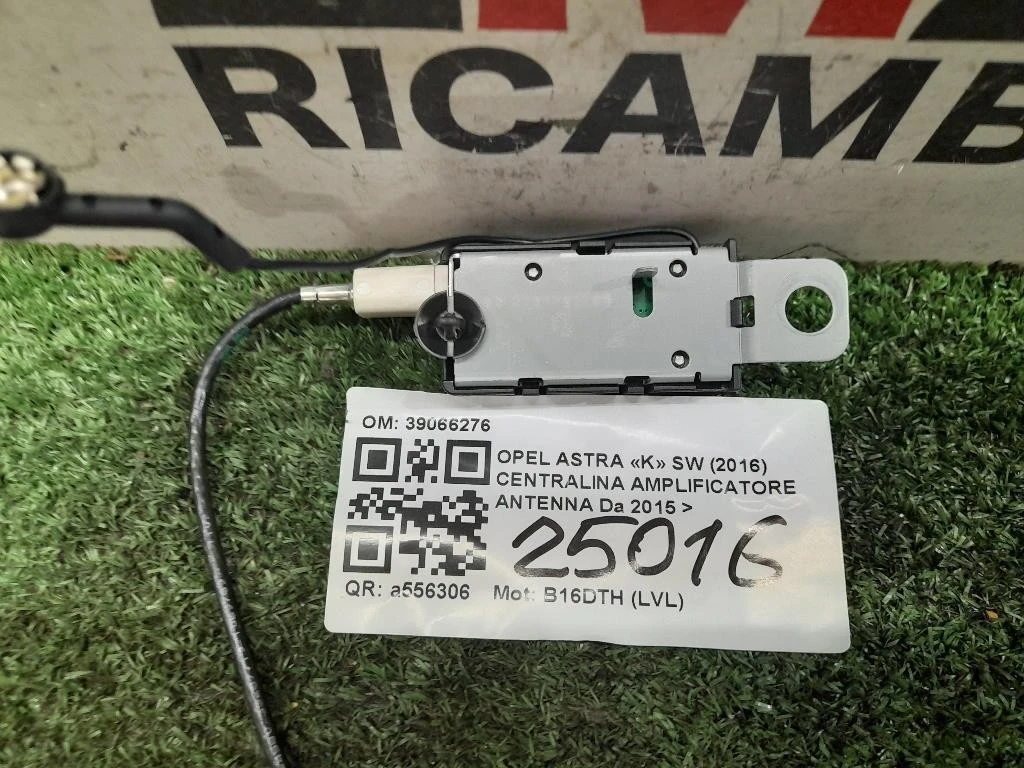 RICAMB
OM: 39066276
OPEL ASTRA «K» SW (2016)
CENTRALINA AMPLIFICATORE
ANTENNA Da 2015 >
25016
QR: a556306 Mot: B16DTH (LVL)